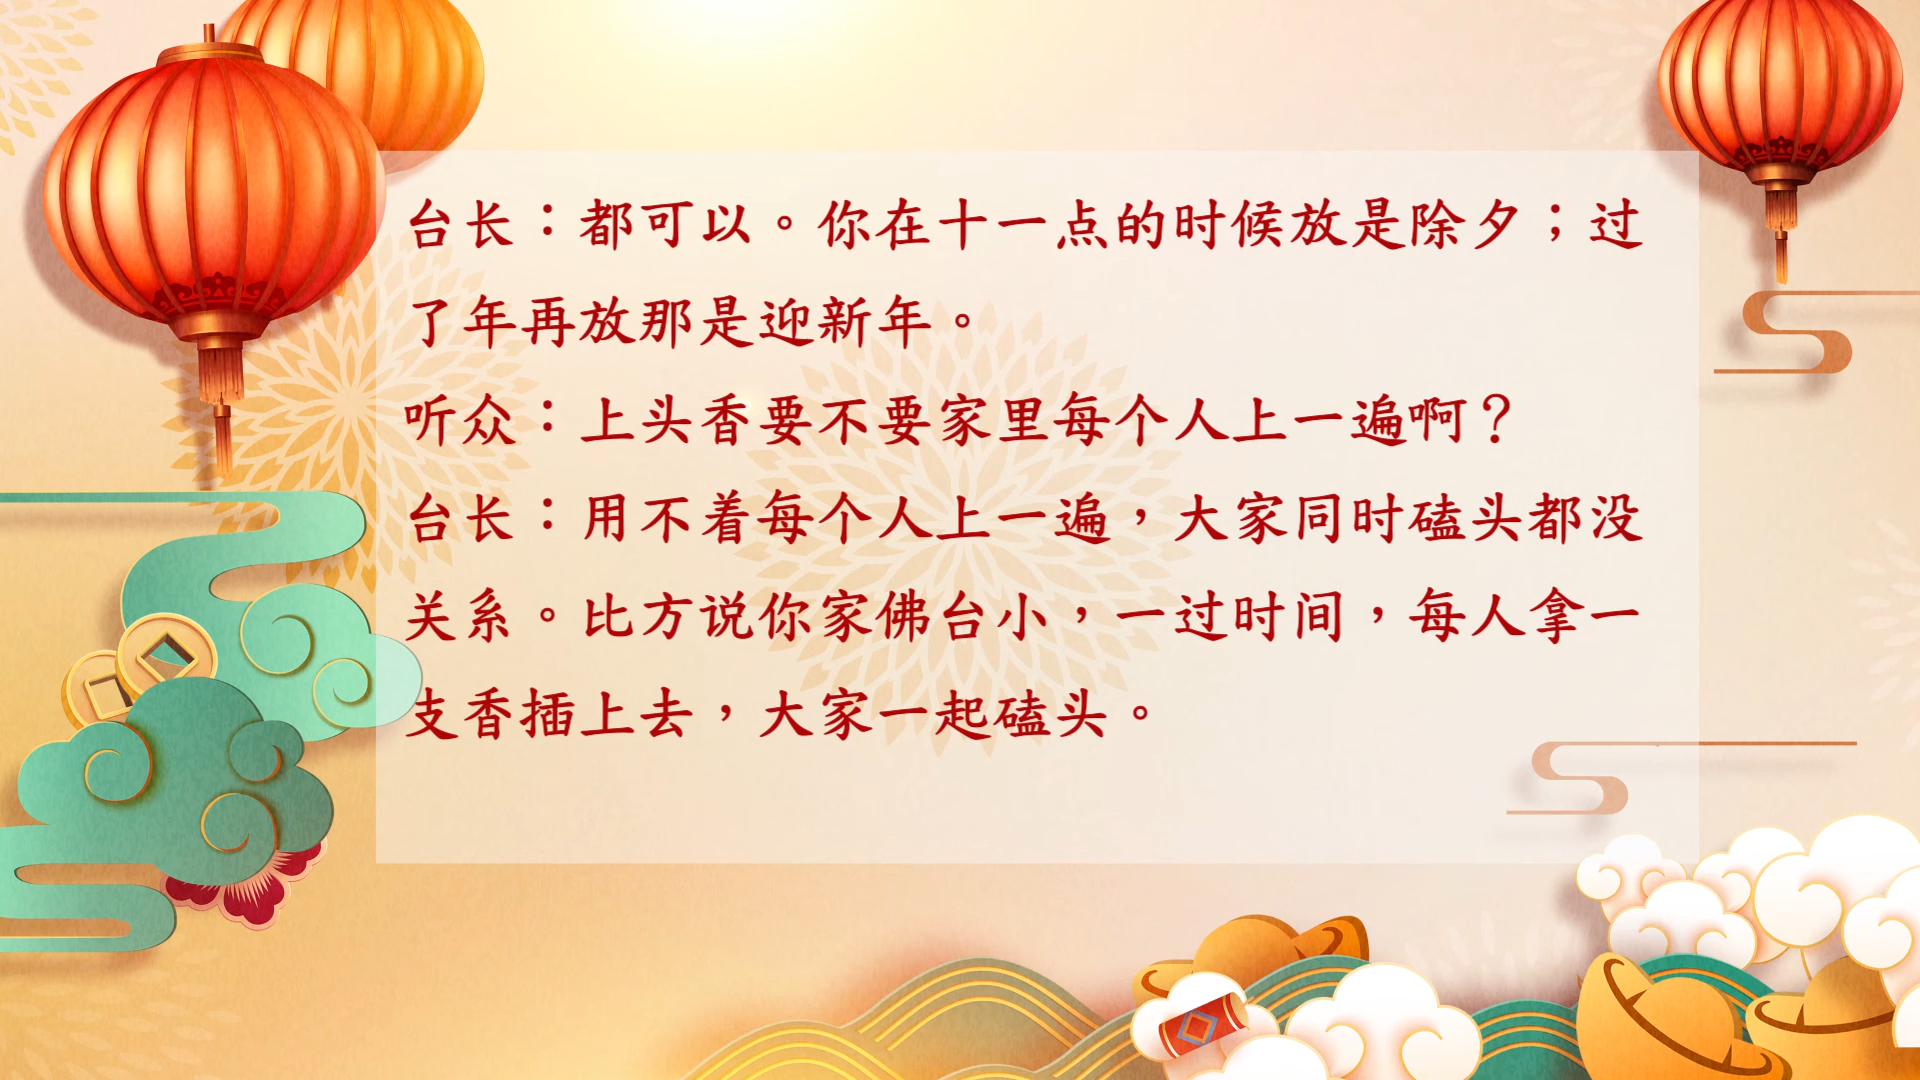 台长：都可以。你在十一点的时候放是除夕；过
了年再放那是迎新年。
听众：上头香要不要家里每个人上一遍啊？
台长：用不着每个人上一遍，大家同时磕头都没
关系。比方说你家佛台小，一过时间，每人拿一
支香插上去，大家一起磕头。